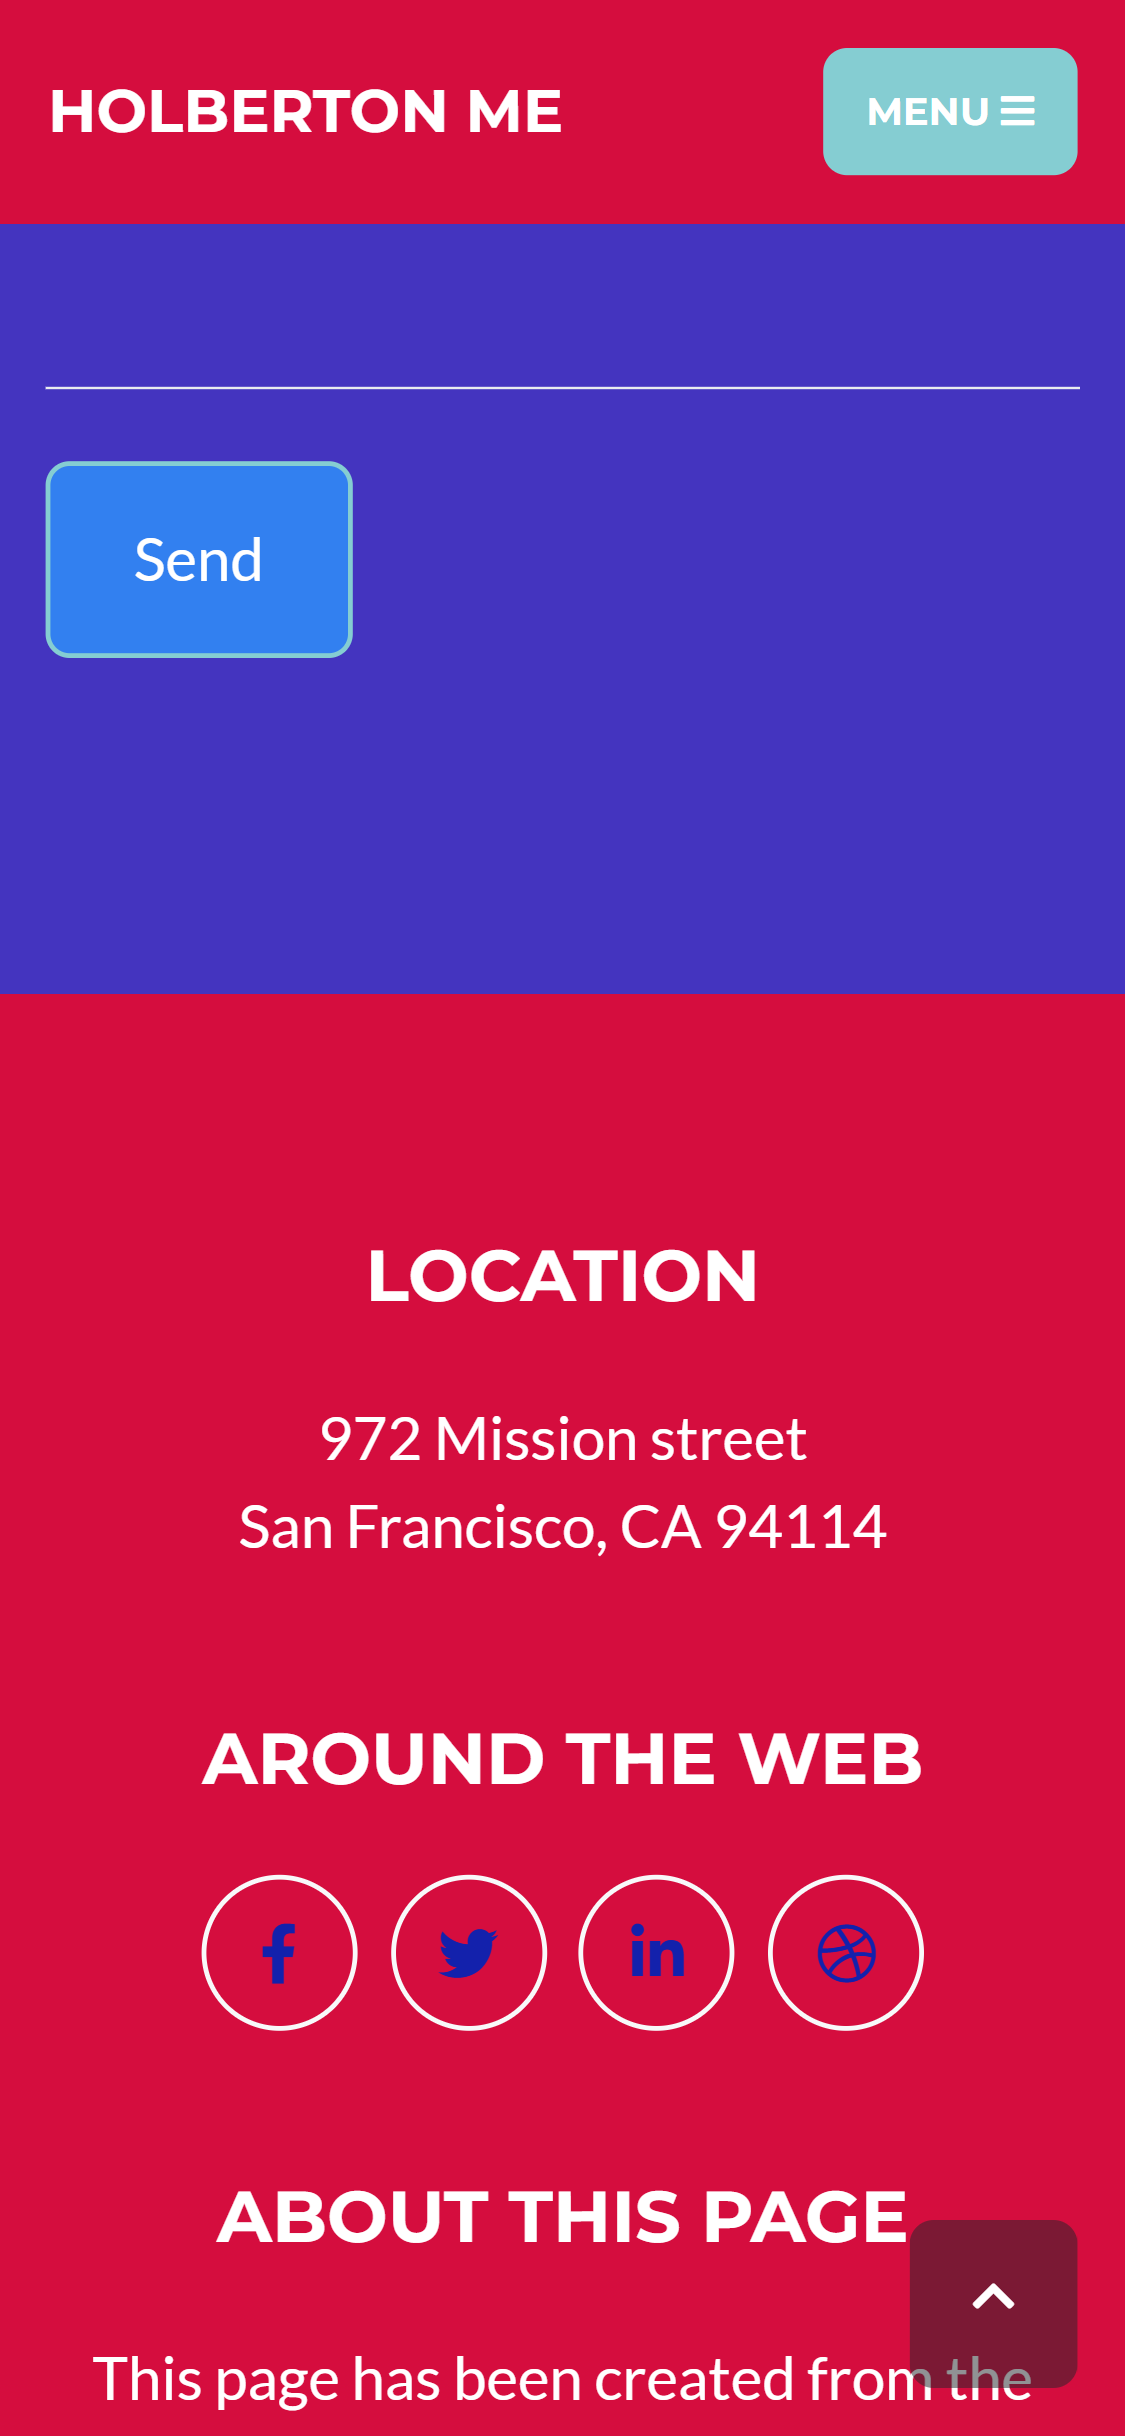 HOLBERTON ME
MENU
Send
LOCATION
972 Mission street
San Francisco, CA 94114
AROUND THE WEB
ABOUT THIS PAGE
This page has been created from the